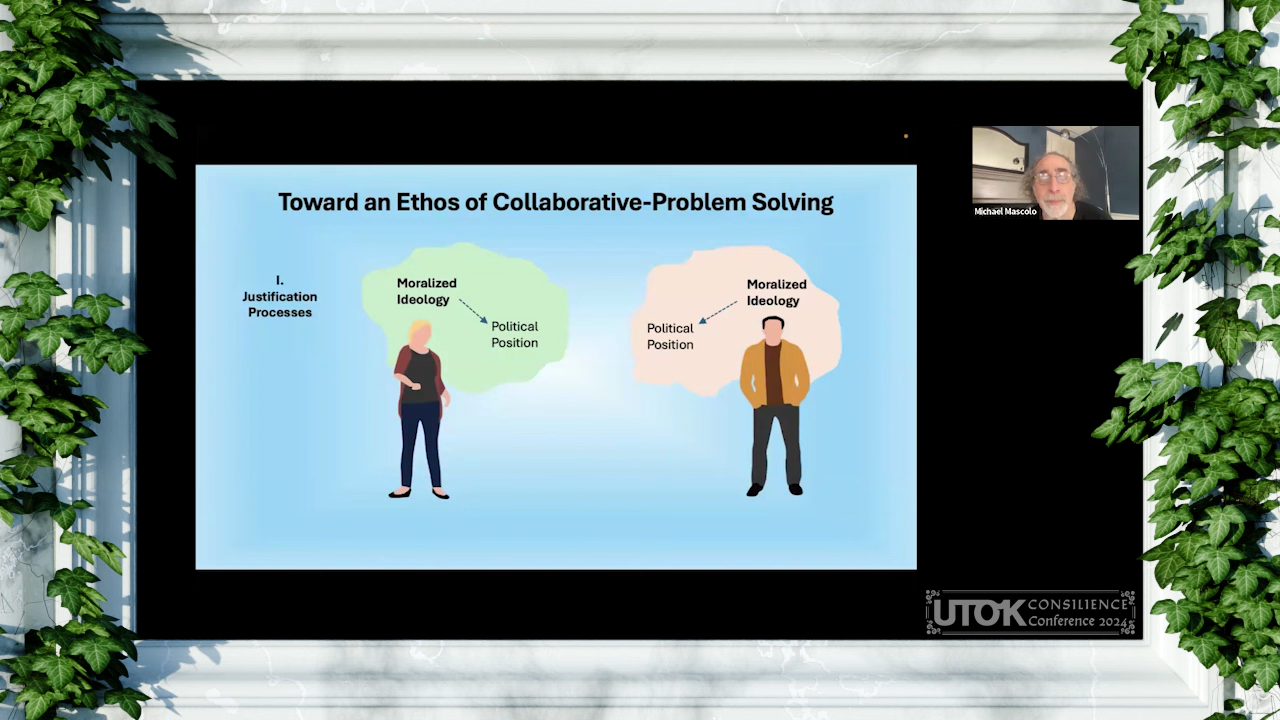 Toward an Ethos of Collaborative-Problem Solving
I.
Justification
Processes
Moralized
Ideology
Political
Position
Moralized
Ideology
Political
Position
Michael Mascolo
UTOK CONSILIENCE
Conference 2024